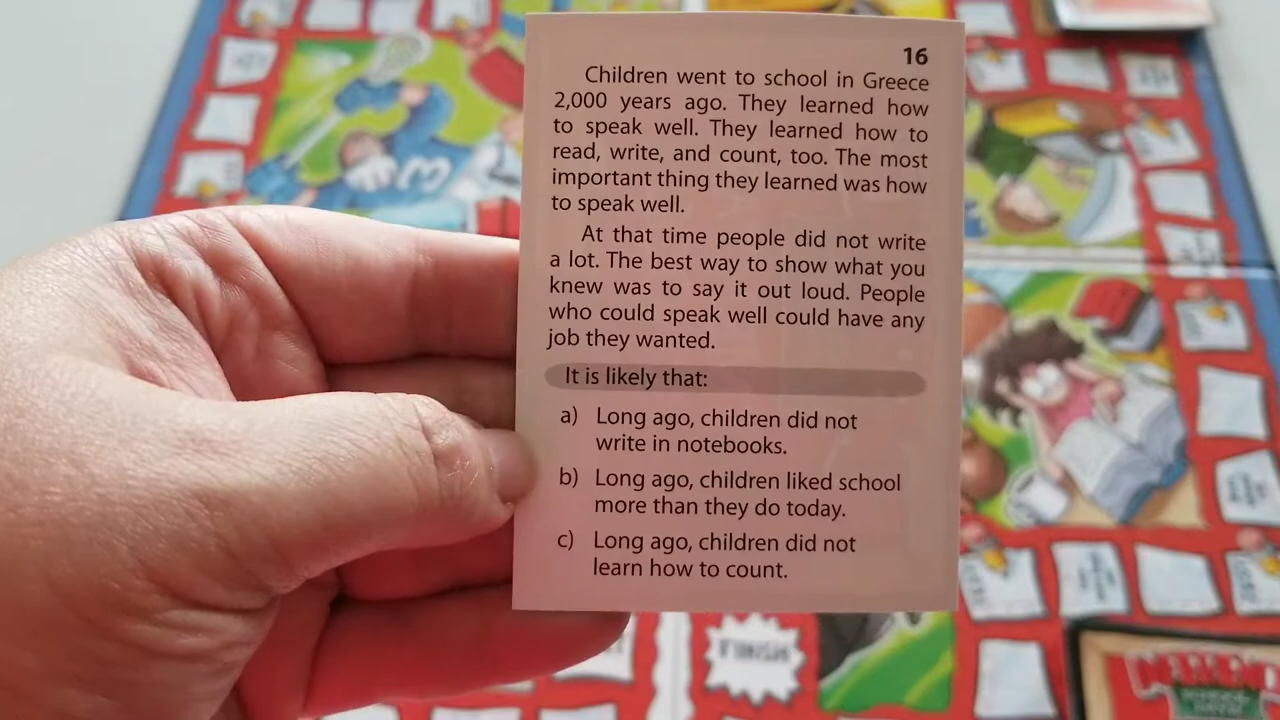 16
Children went to school in Greece
2,000 years ago. They learned how
to speak well. They learned how to
read, write, and count, too. The most
important thing they learned was how
to speak well.
At that time people did not write
a lot. The best way to show what you
knew was to say it out loud. People
who could speak well could have any
job they wanted.
It is likely that:
a) Long ago, children did not
write in notebooks.
b) Long ago, children liked school
more than they do today.
c) Long ago, children did not
learn how to count.
FINISH